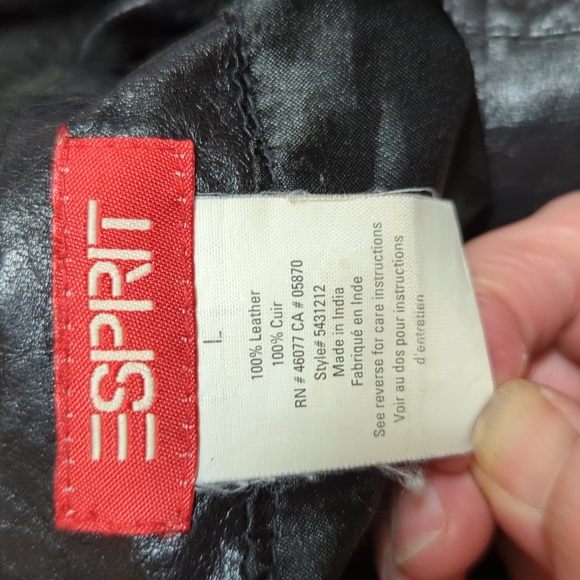 ESPRIT
L
100% Leather
100% Cuir
RN # 46077 CA # 05870
Style# 5431212
Made in India
Fabriqué en Inde
See reverse for care instructions
Voir au dos pour instructions
d'entretien